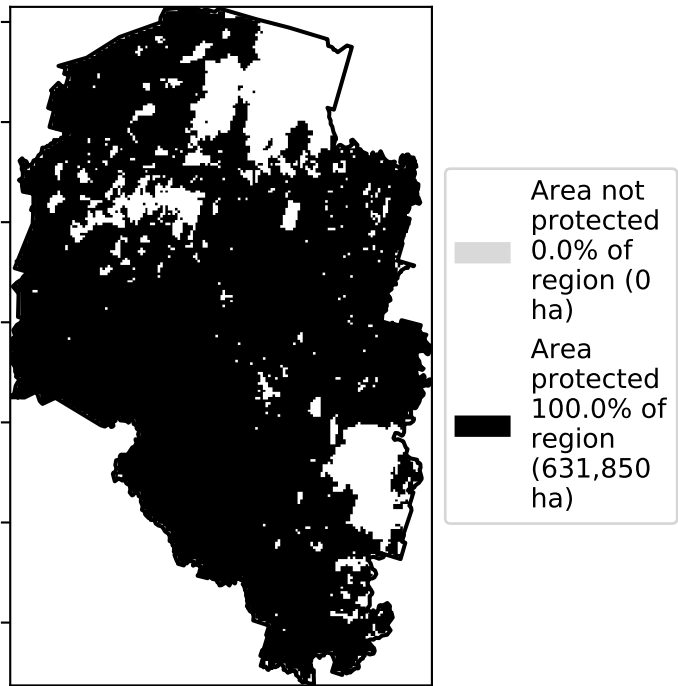 Area not
protected
0.0% of
region (0
ha)
Area
protected
100.0% of
region
(631,850
ha)